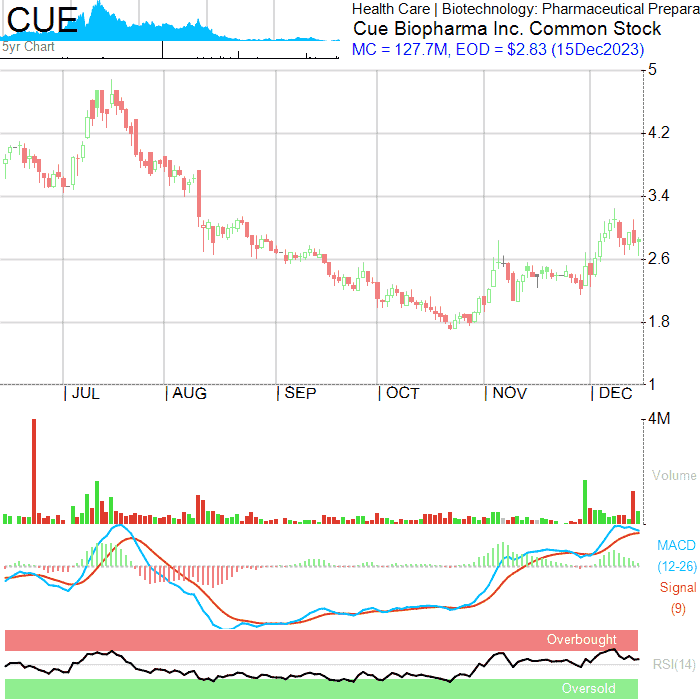 CUE
5yr Chart
Health Care | Biotechnology: Pharmaceutical Prepara
Cue Biopharma Inc. Common Stock
MC = 127.7M, EOD = $2.83 (15Dec2023)
5
4.2
3.4
2.6
1.8
1
| JUL | AUG | SEP | OCT | NOV | DEC
4M
Volume
MACD
(12-26)
Signal
(9)
Overbought
RSI(14)
Oversold